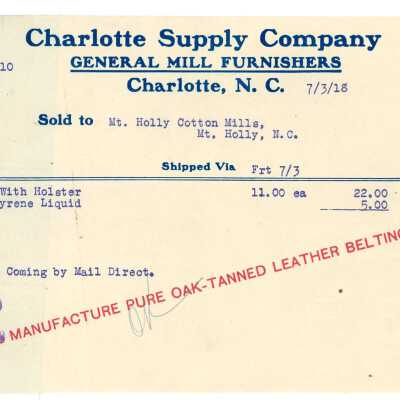 Charlotte Supply Company
10
GENERAL MILL FURNISHERS
Charlotte, N. C. 7/3/18
Sold to Mt. Holly Cotton Mills,
Mt. Holly, N.C.
Shipped Via Frt 7/3
With Holster 11.00 ea 22.00
yrene Liquid 5.00
Coming by Mail Direct.
MANUFACTURE PURE OAK-TANNED LEATHER BELTING
OK